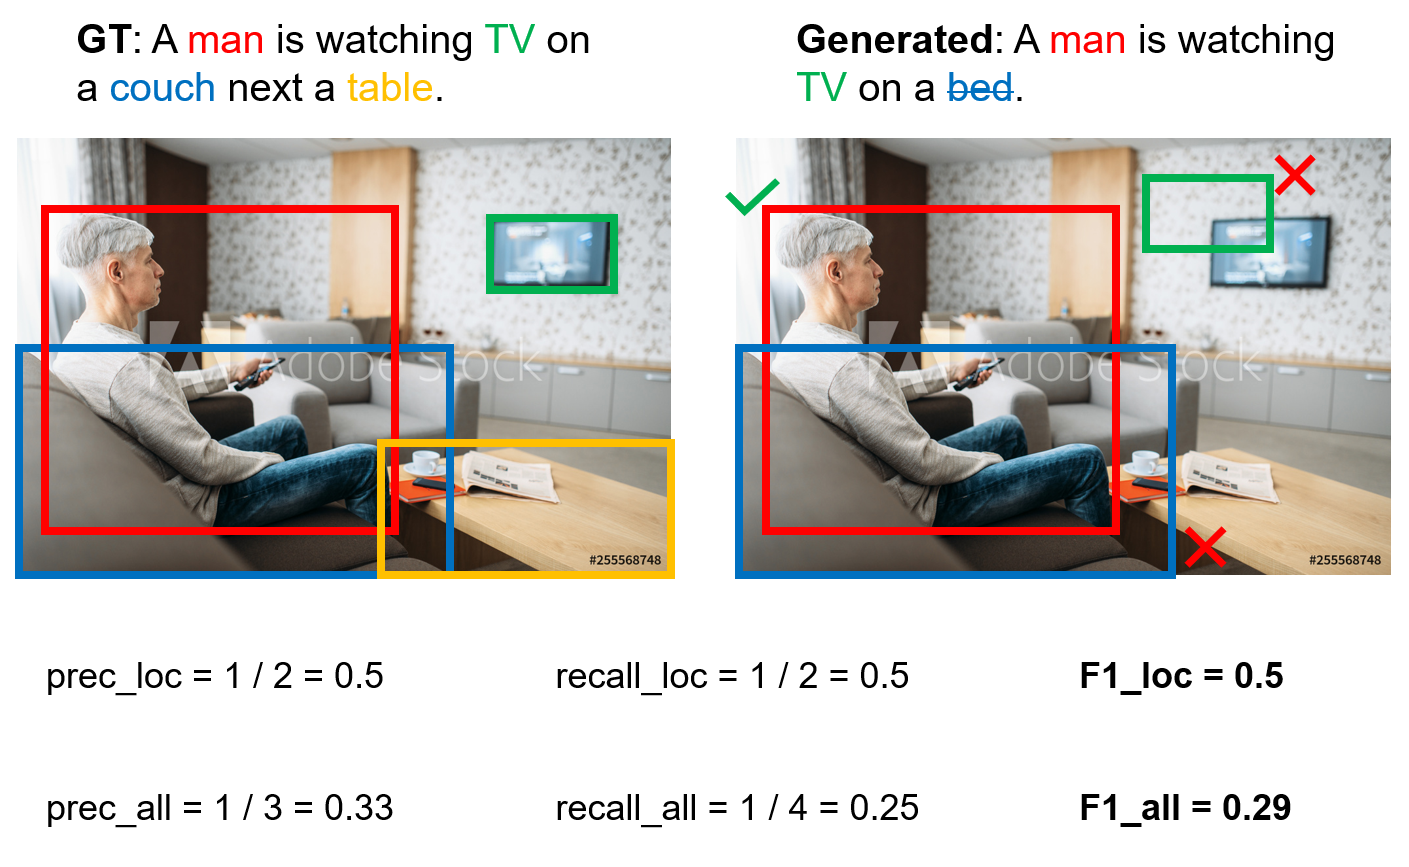 GT: A man is watching TV on
a couch next a table.
Generated: A man is watching
TV on a bed.
Adobe Stock
#255568748
Adobe Stock
#255568748
prec_loc = 1 / 2 = 0.5
recall_loc = 1 / 2 = 0.5
F1_loc = 0.5
prec_all = 1 / 3 = 0.33
recall_all = 1 / 4 = 0.25
F1_all = 0.29